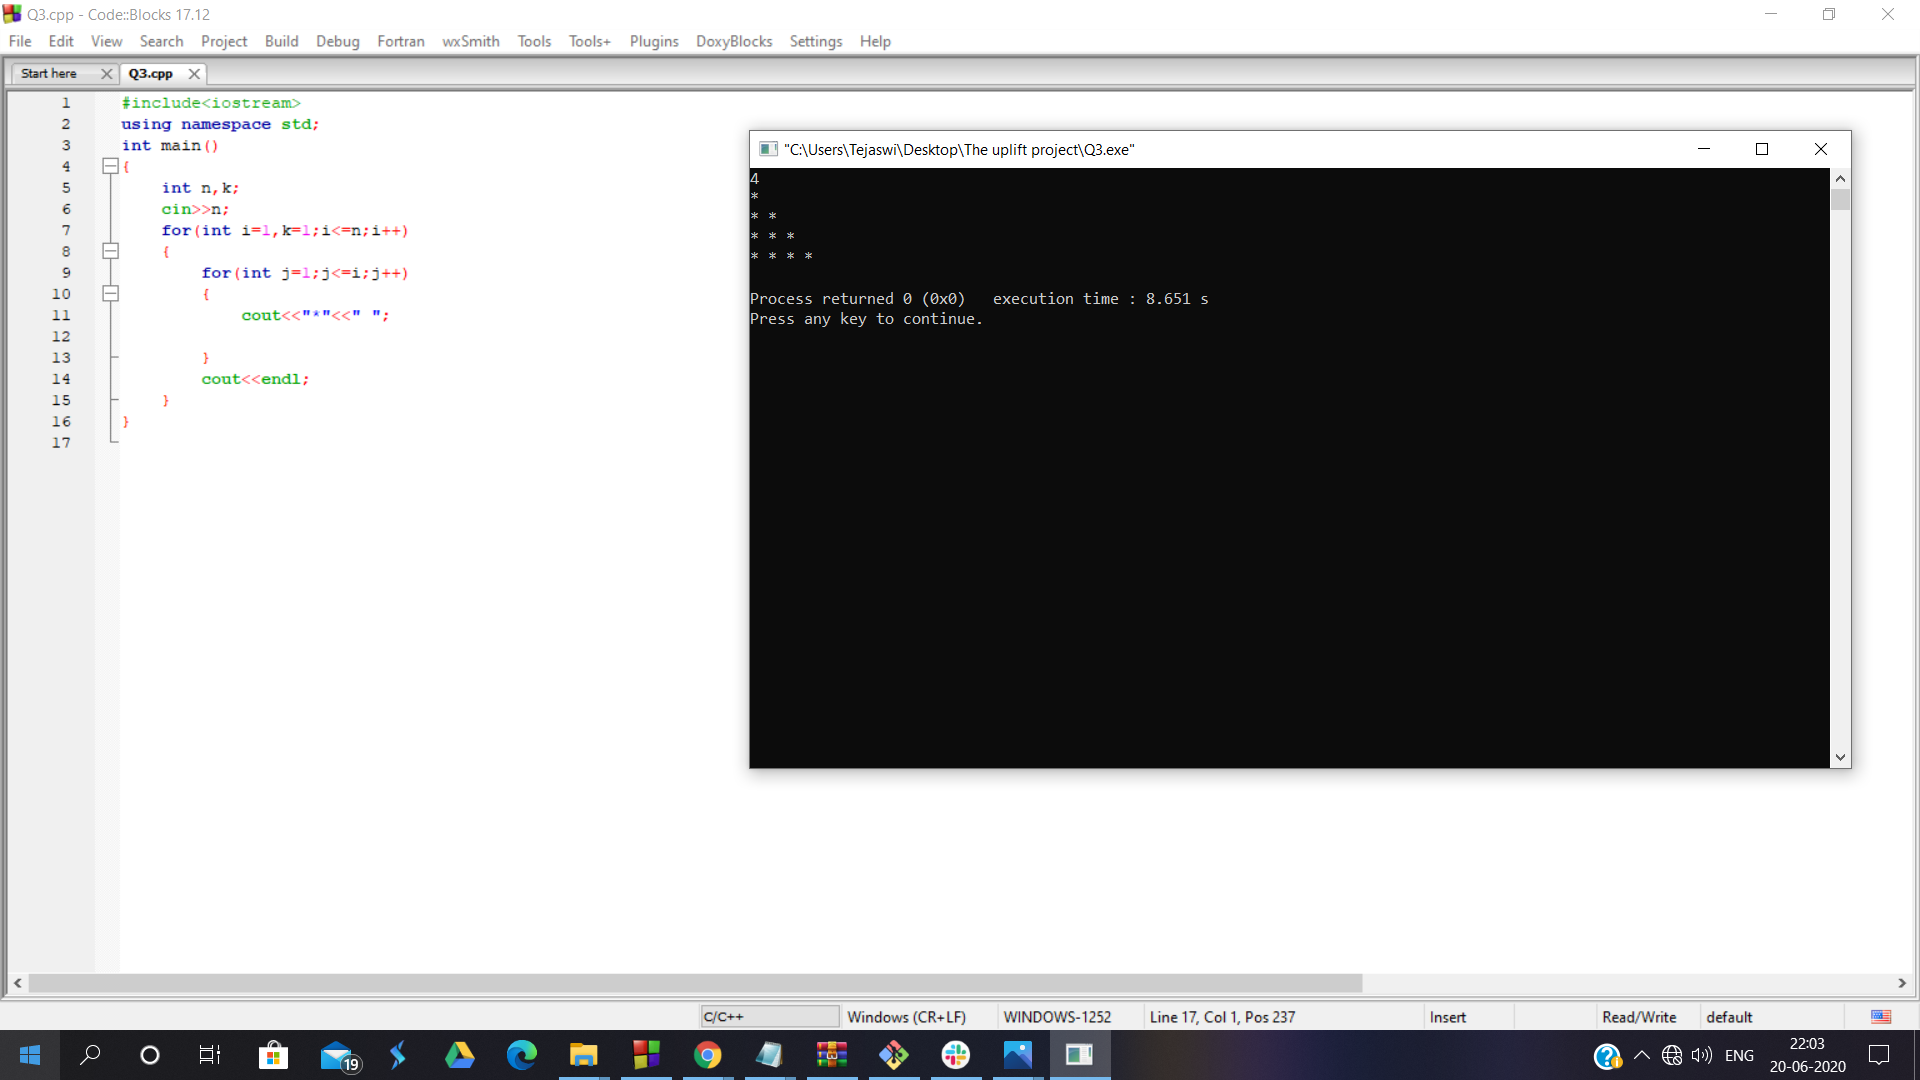 Q3.cpp - Code::Blocks 17.12
File Edit View Search Project Build Debug Fortran wxSmith Tools Tools+ Plugins DoxyBlocks Settings Help
Start here Q3.cpp
1 #include<iostream>
2 using namespace std;
3 int main()
4 {
5 int n,k;
6 cin>>n;
7 for(int i=1,k=1;i<=n;i++)
8 {
9 for(int j=1;j<=i;j++)
10 {
11 cout<<"*"<<" ";
12
13 }
14 cout<<endl;
15 }
16 }
17
"C:\Users\Tejaswi\Desktop\The uplift project\Q3.exe"
4
*
* *
* * *
* * * *
Process returned 0 (0x0)   execution time : 8.651 s
Press any key to continue.
C/C++ Windows (CR+LF) WINDOWS-1252 Line 17, Col 1, Pos 237 Insert Read/Write default
19
ENG
22:03
20-06-2020